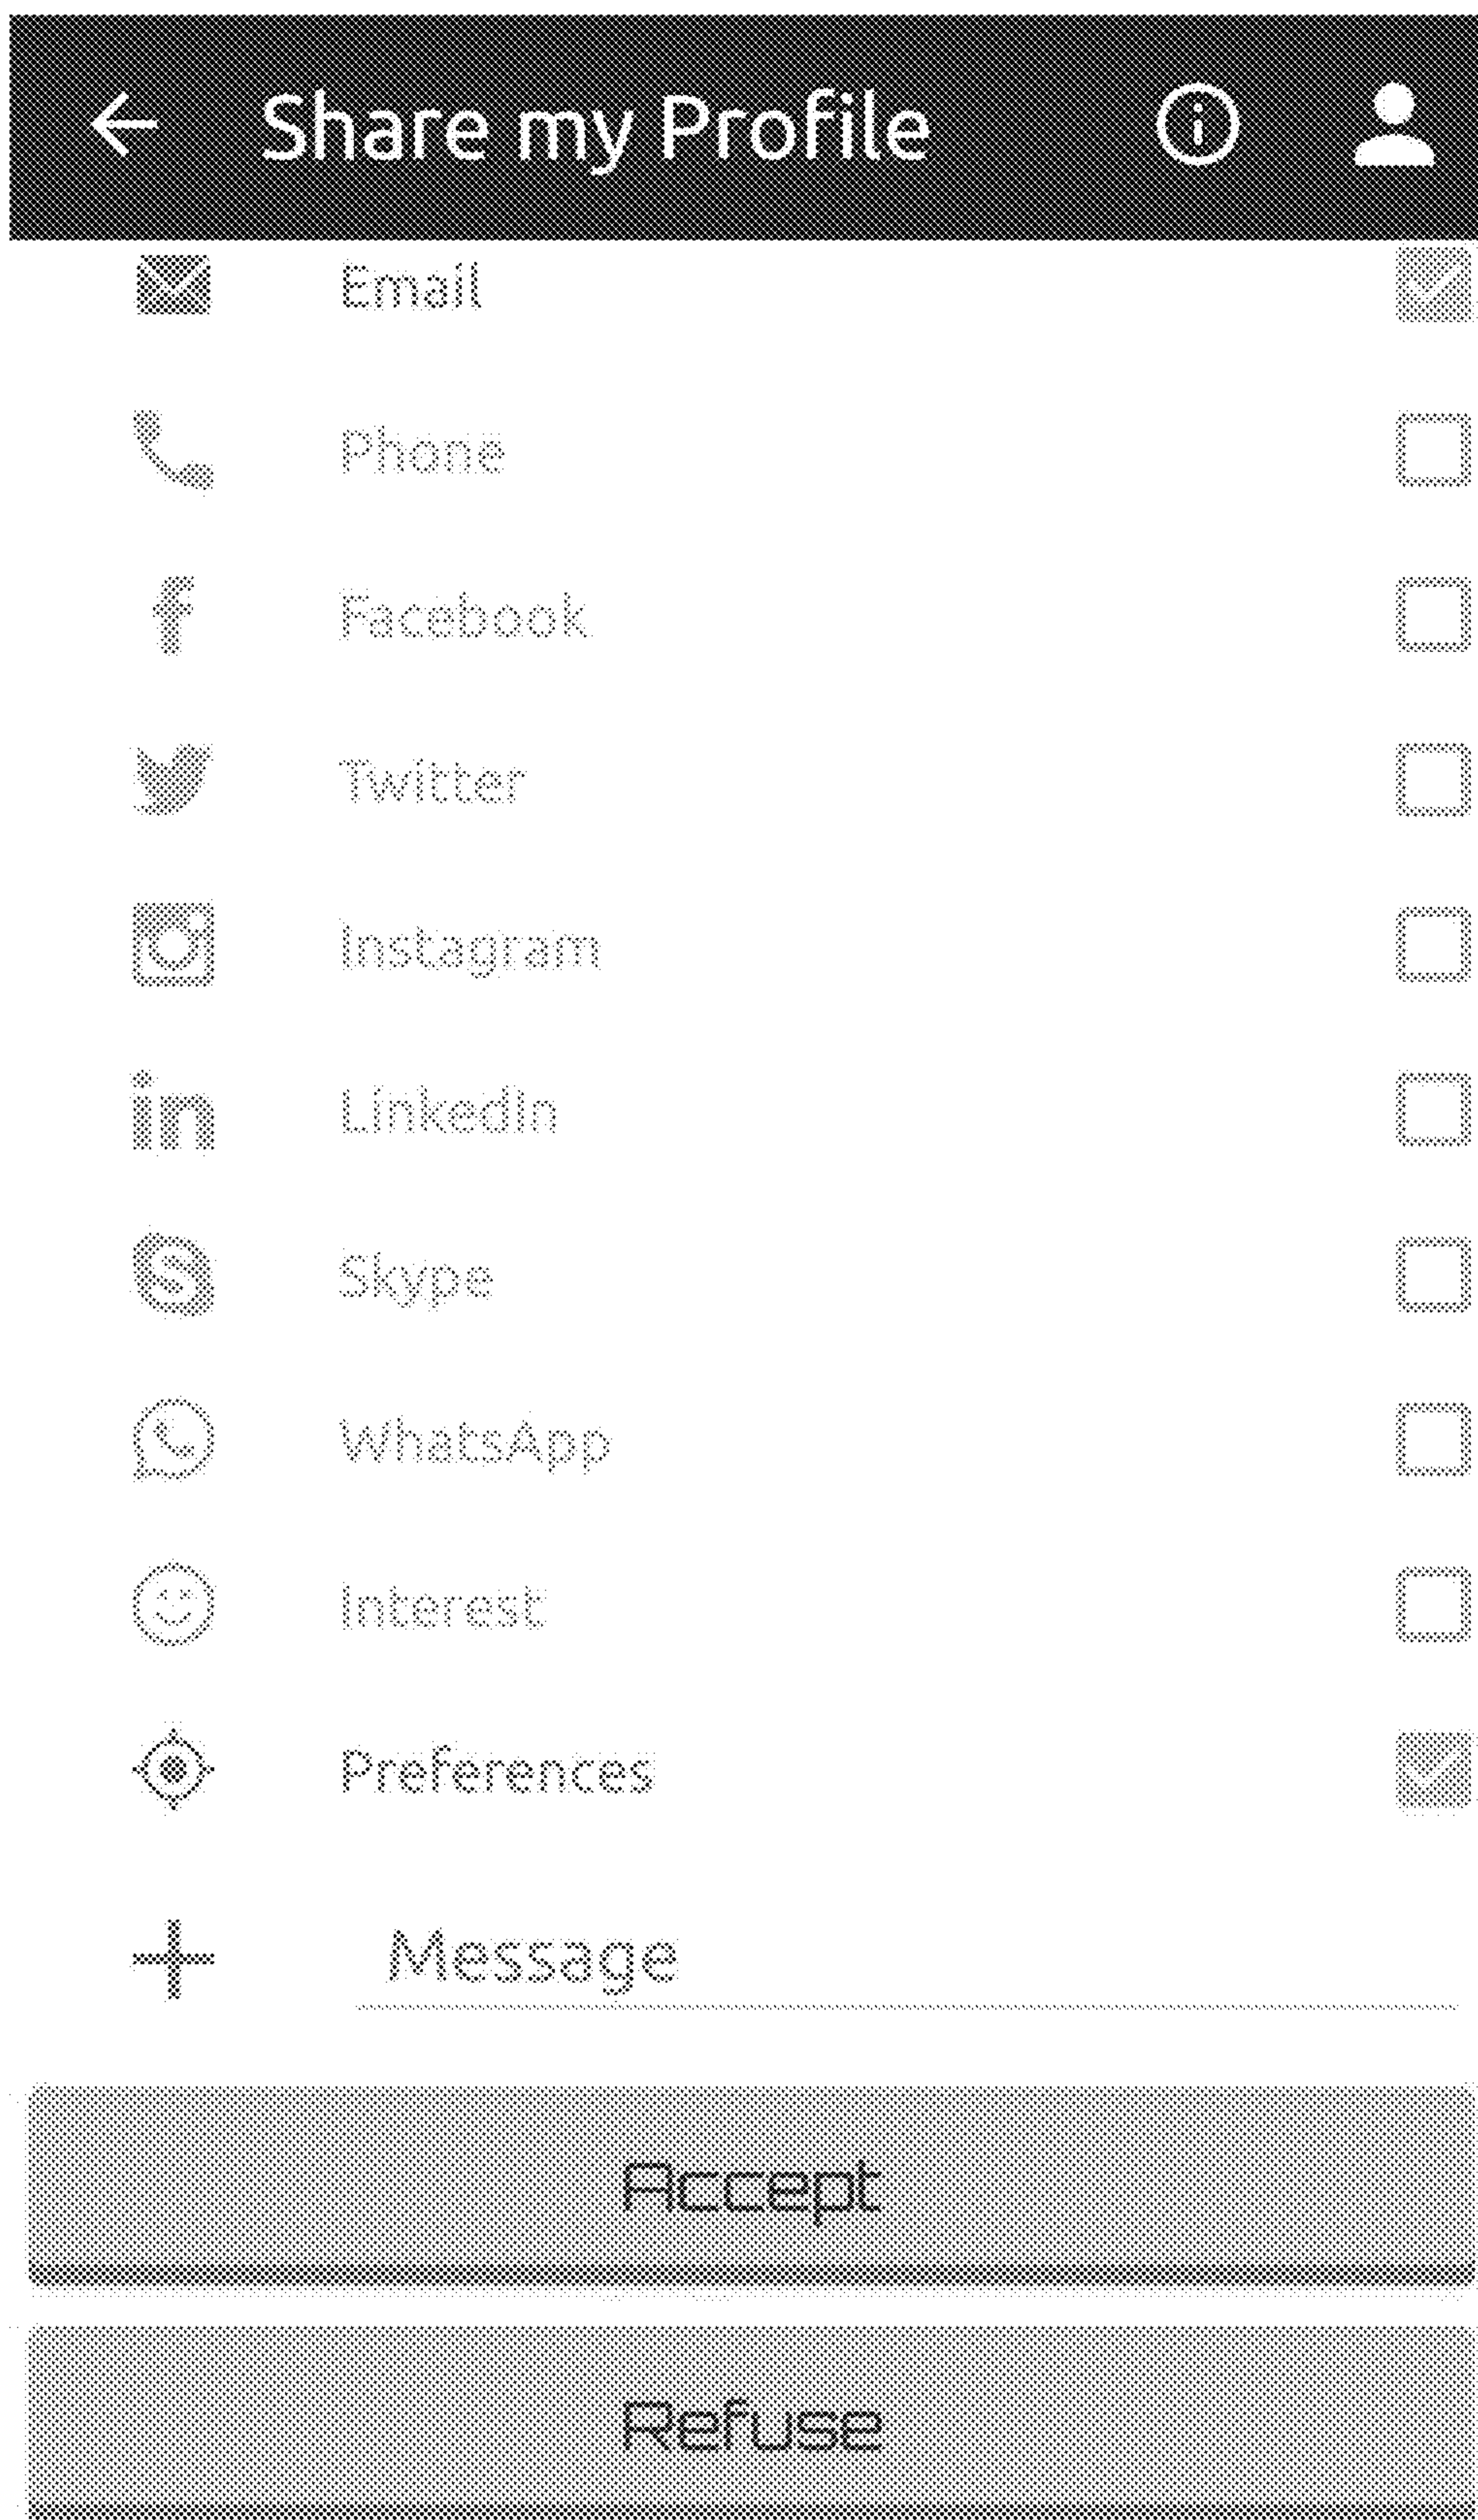 Share my Profile
Email
Phone
Facebook
Twitter
Instagram
LinkedIn
Skype
WhatsApp
Interest
Preferences
Message
Accept
Refuse